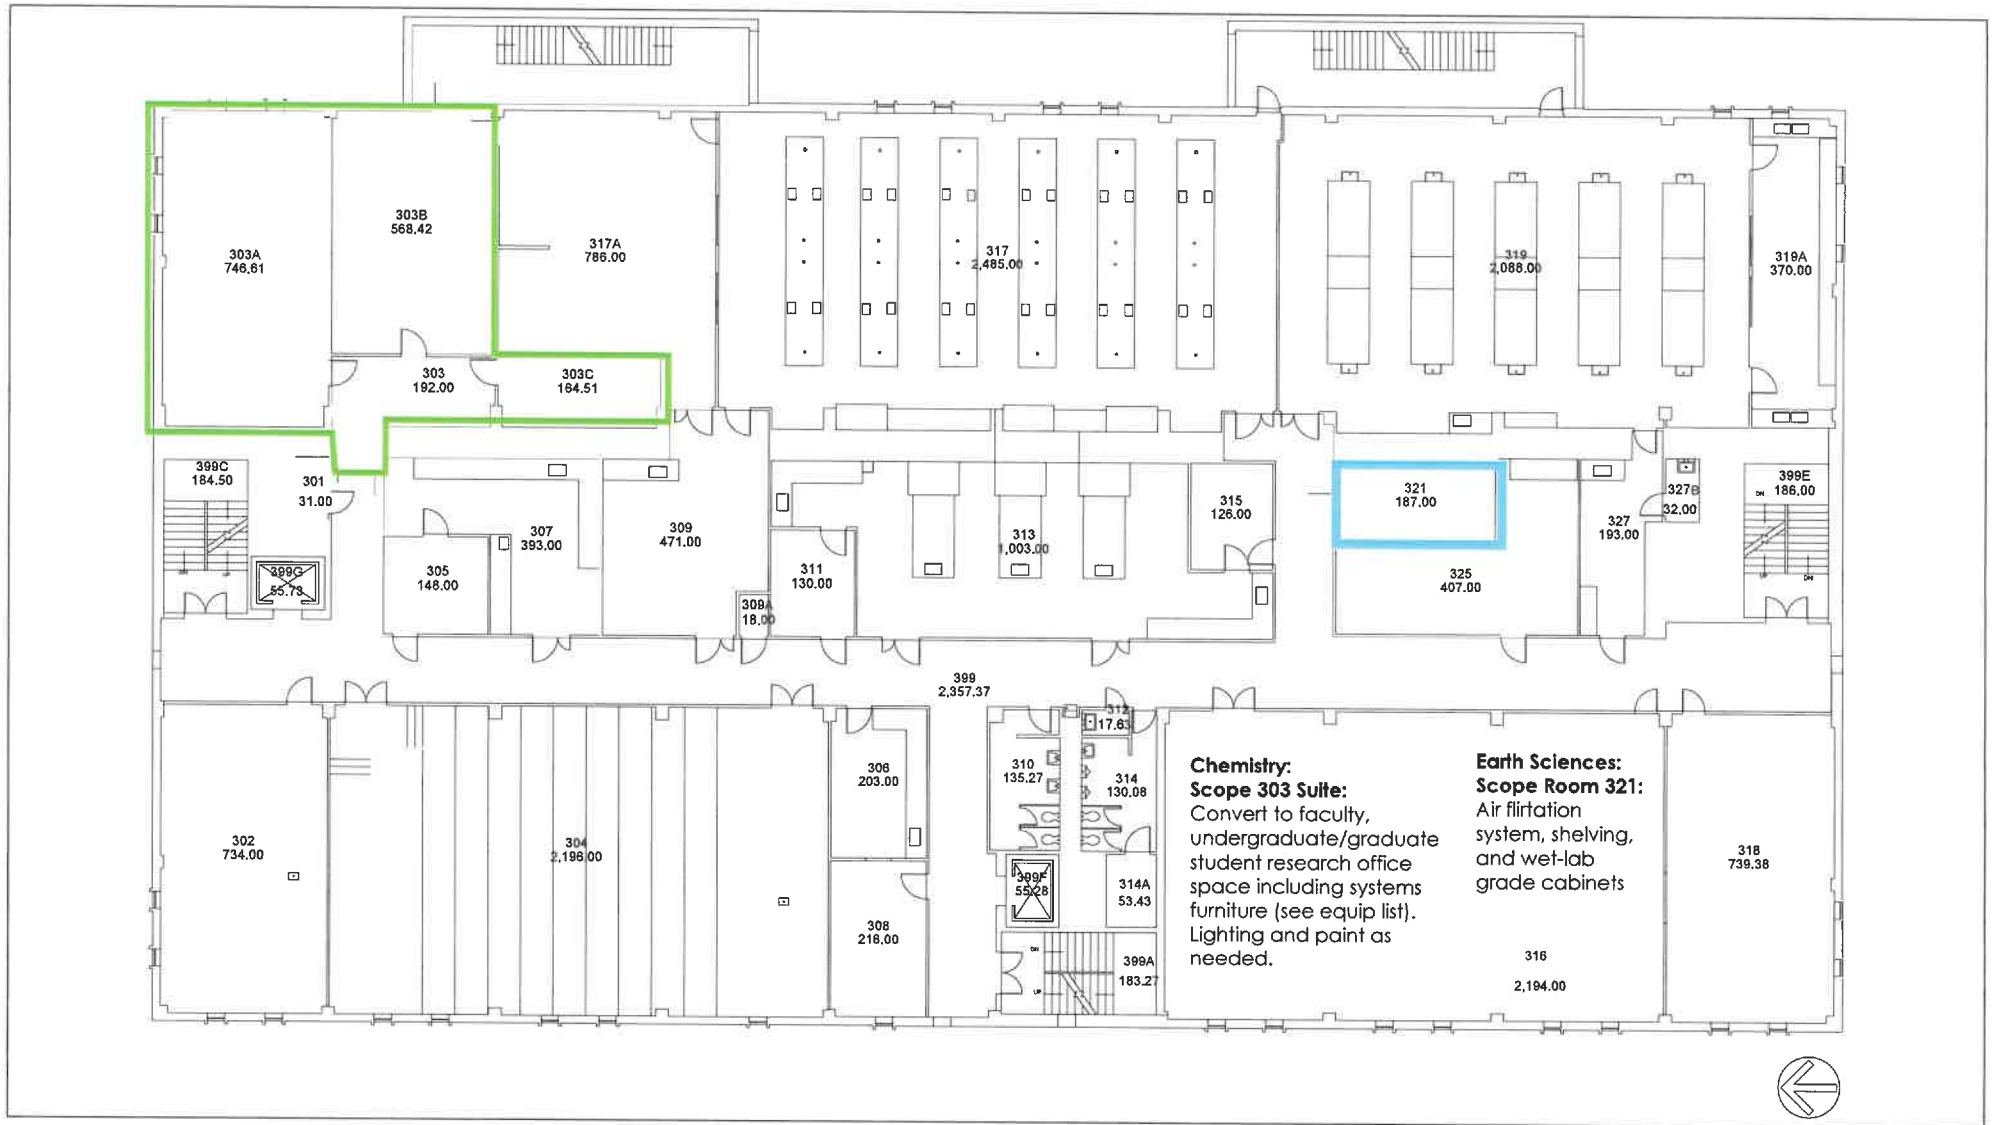 303A
746.61
303B
568.42
317A
786.00
317
2,485.00
319
2,088.00
319A
370.00
303
192.00
303C
164.51
399C
184.50
301
31.00
399G
55.73
305
148.00
307
393.00
309
471.00
309A
18.00
311
130.00
313
1,003.00
315
126.00
321
187.00
325
407.00
327
193.00
327B
32.00
399E
186.00
DN
UP
DN
399
2,357.37
302
734.00
304
2,196.00
306
203.00
308
216.00
310
135.27
312
17.63
314
130.08
314A
53.43
399F
55.28
399A
183.27
DN
UP
Chemistry:
Scope 303 Suite:
Convert to faculty,
undergraduate/graduate
student research office
space including systems
furniture (see equip list).
Lighting and paint as
needed.
Earth Sciences:
Scope Room 321:
Air flirtation
system, shelving,
and wet-lab
grade cabinets
316
2,194.00
318
739.38